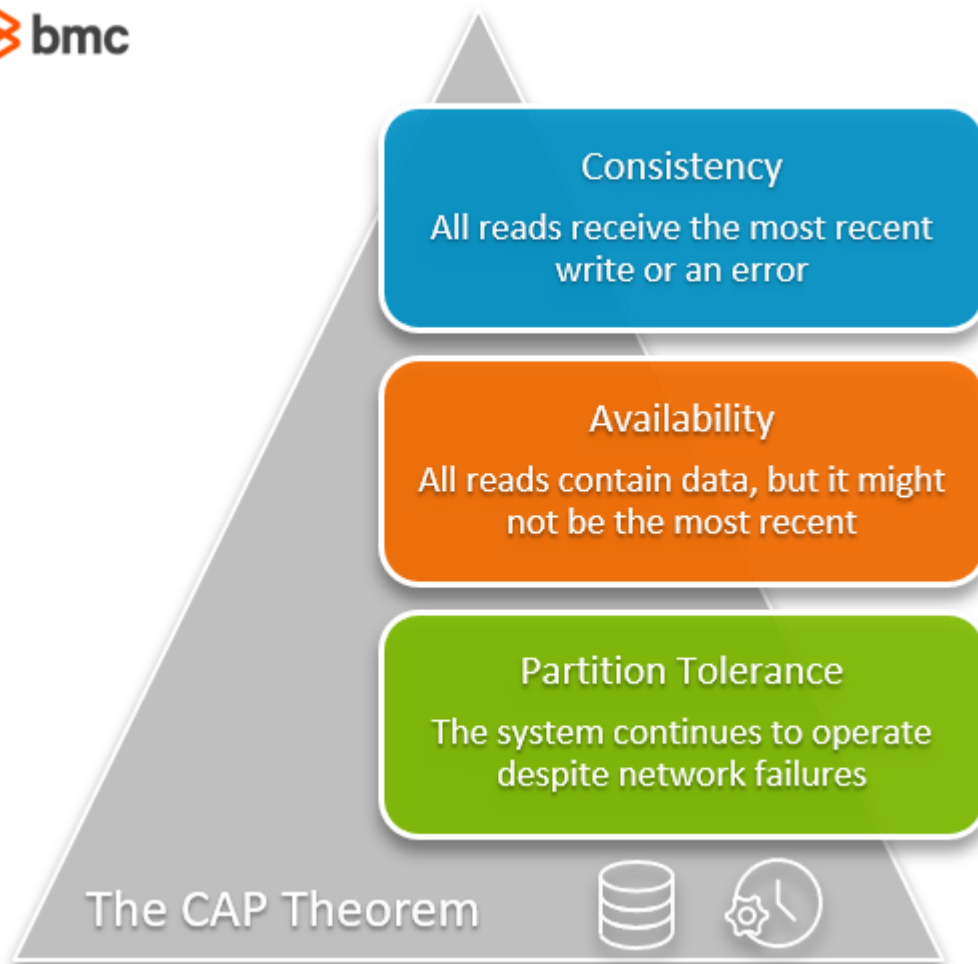 bmc
Consistency
All reads receive the most recent
write or an error
Availability
All reads contain data, but it might
not be the most recent
Partition Tolerance
The system continues to operate
despite network failures
The CAP Theorem